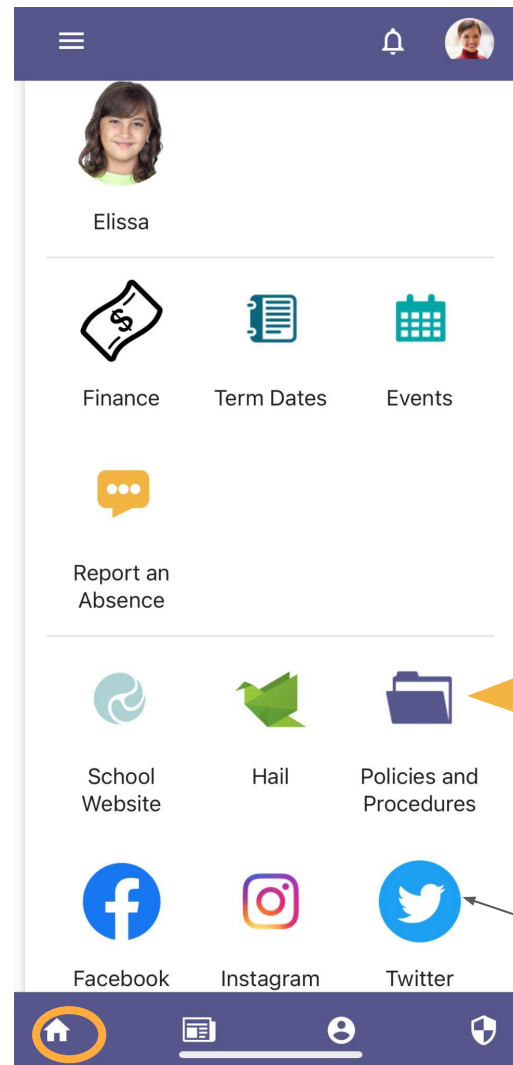 Elissa
Finance
Term Dates
Events
Report an
Absence
School
Website
Hail
Policies and
Procedures
Facebook
Instagram
Twitter